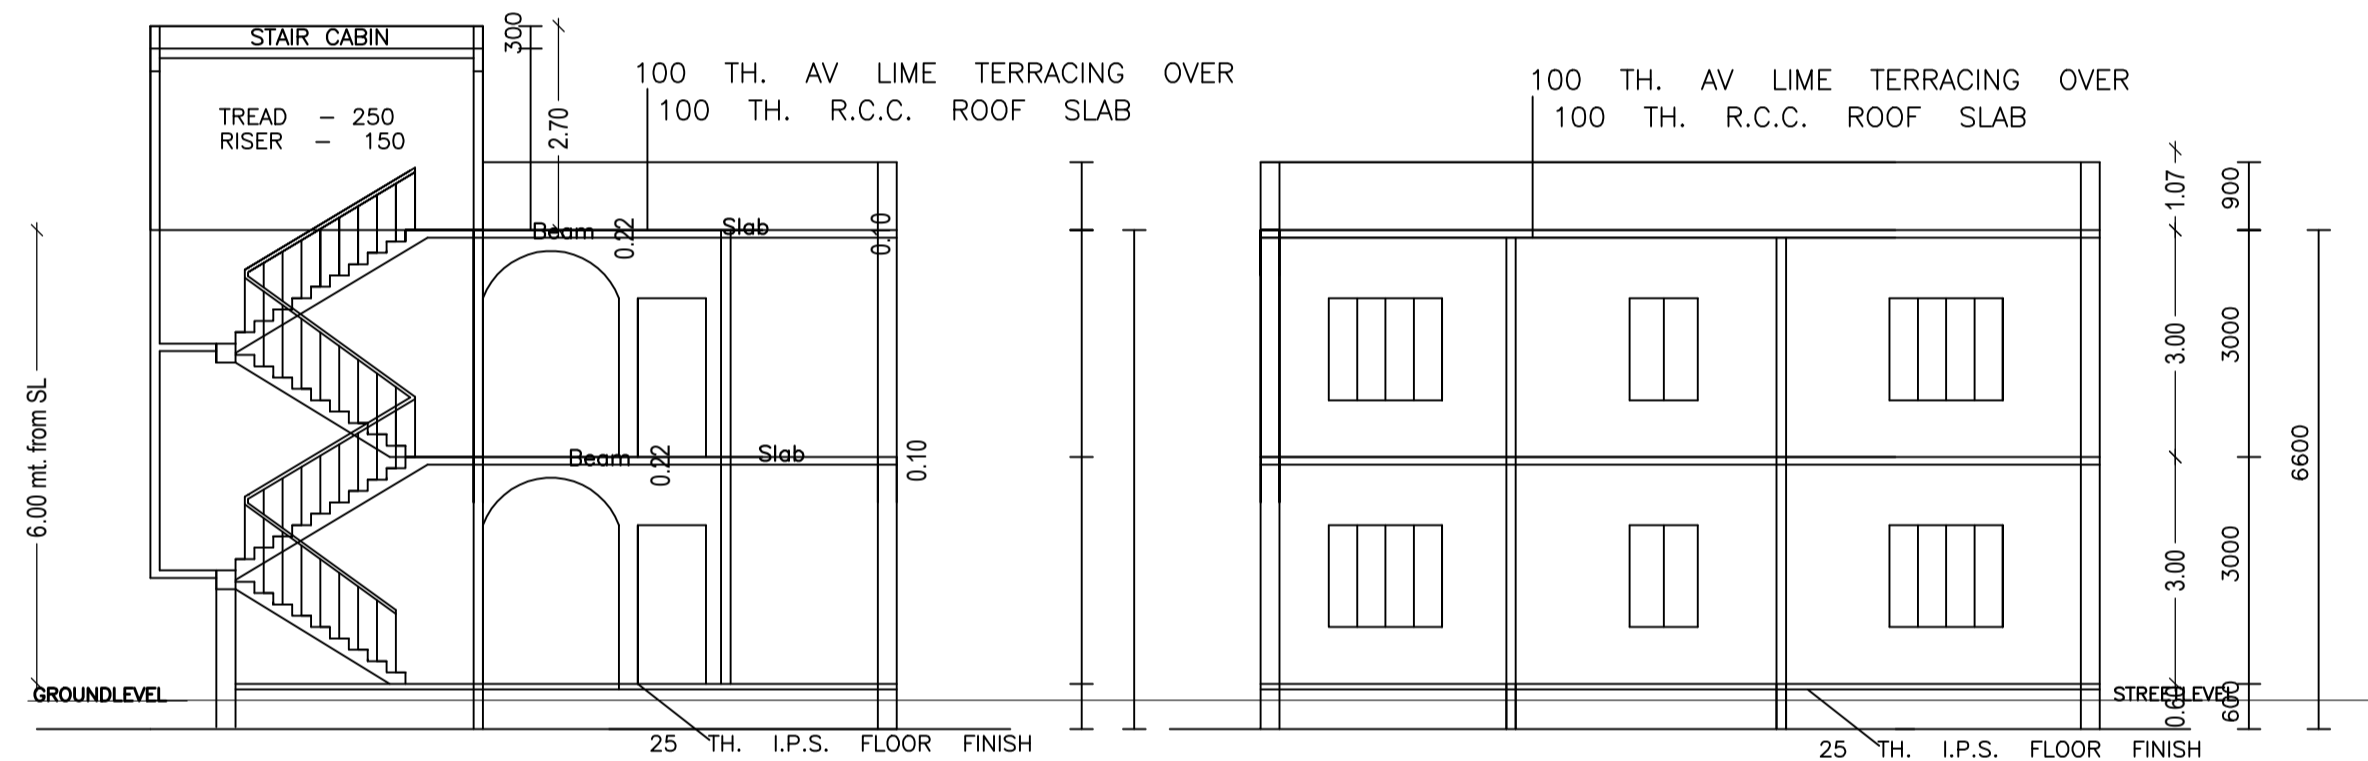 STAIR CABIN
300
2.70
100 TH. AV LIME TERRACING OVER
100 TH. R.C.C. ROOF SLAB
TREAD - 250
RISER - 150
Beam
0.22
Slab
0.10
6.00 mt. from SL
Beam
0.22
Slab
0.10
GROUNDLEVEL
25 TH. I.P.S. FLOOR FINISH
100 TH. AV LIME TERRACING OVER
100 TH. R.C.C. ROOF SLAB
1.07
900
3.00
3000
6600
3.00
3000
STREETLEVEL
0.60
600
25 TH. I.P.S. FLOOR FINISH